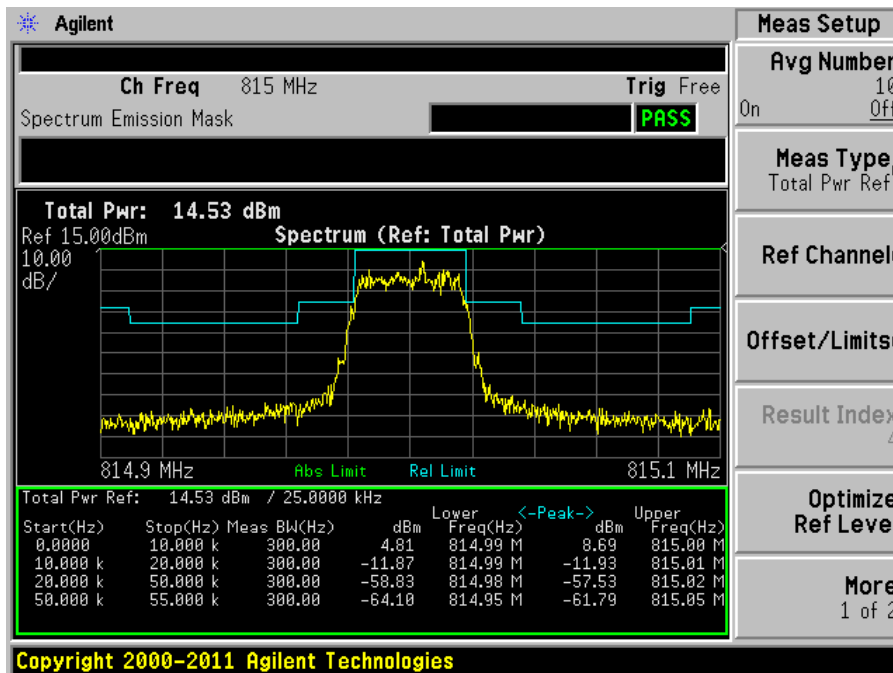 Agilent
Meas Setup
Ch Freq 815 MHz Trig Free
Spectrum Emission Mask PASS
Total Pwr: 14.53 dBm
Ref 15.00dBm Spectrum (Ref: Total Pwr)
10.00
dB/
814.9 MHz Abs Limit Rel Limit 815.1 MHz
Total Pwr Ref: 14.53 dBm / 25.0000 kHz
Lower <-Peak-> Upper
Start(Hz) Stop(Hz) Meas BW(Hz) dBm Freq(Hz) dBm Freq(Hz)
0.0000 10.000 k 300.00 4.81 814.99 M 8.69 815.00 M
10.000 k 20.000 k 300.00 -11.87 814.99 M -11.93 815.01 M
20.000 k 50.000 k 300.00 -58.83 814.98 M -57.53 815.02 M
50.000 k 55.000 k 300.00 -64.10 814.95 M -61.79 815.05 M
Avg Number
10
On Off
Meas Type
Total Pwr Ref
Ref Channel
Offset/Limits
Result Index
4
Optimize
Ref Leve
More
1 of 2
Copyright 2000-2011 Agilent Technologies